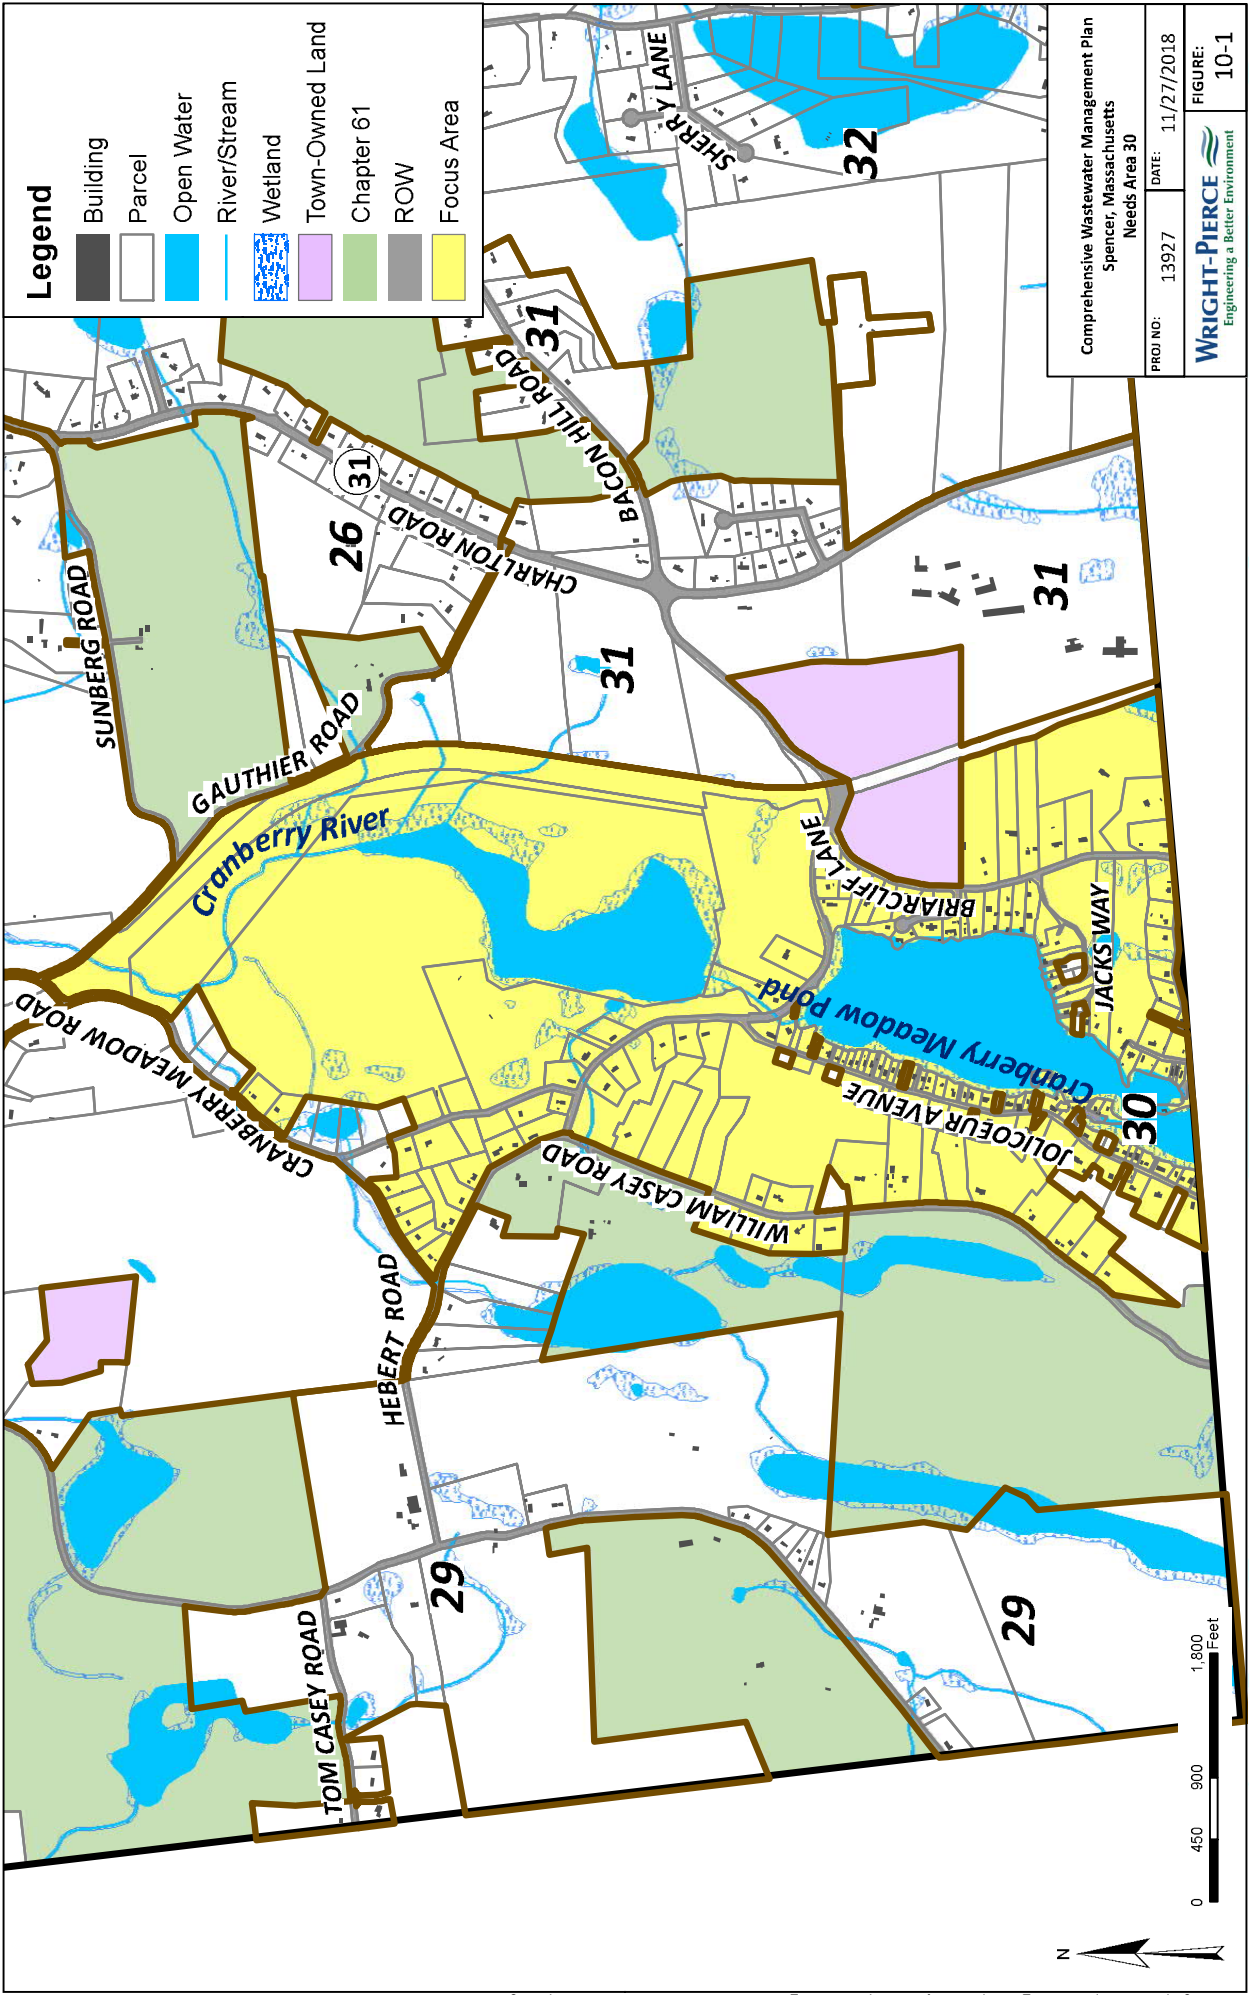 Legend
Building
Parcel
Open Water
River/Stream
Wetland
Town-Owned Land
Chapter 61
ROW
Focus Area
SUNBERG ROAD
GAUTHIER ROAD
Cranberry River
CRANBERRY MEADOW ROAD
HEBERT ROAD
TOM CASEY ROAD
WILLIAM CASEY ROAD
JOLICOEUR AVENUE
Cranberry Meadow Pond
JACKS WAY
BRIARCLIFF LANE
CHARLTON ROAD
BACON HILL ROAD
SHERRY LANE
26
31
31
31
31
32
30
29
29
N
0 450 900 1,800
Feet
Comprehensive Wastewater Management Plan
Spencer, Massachusetts
Needs Area 30
PROJ NO: 13927
DATE: 11/27/2018
FIGURE: 10-1
WRIGHT-PIERCE
Engineering a Better Environment